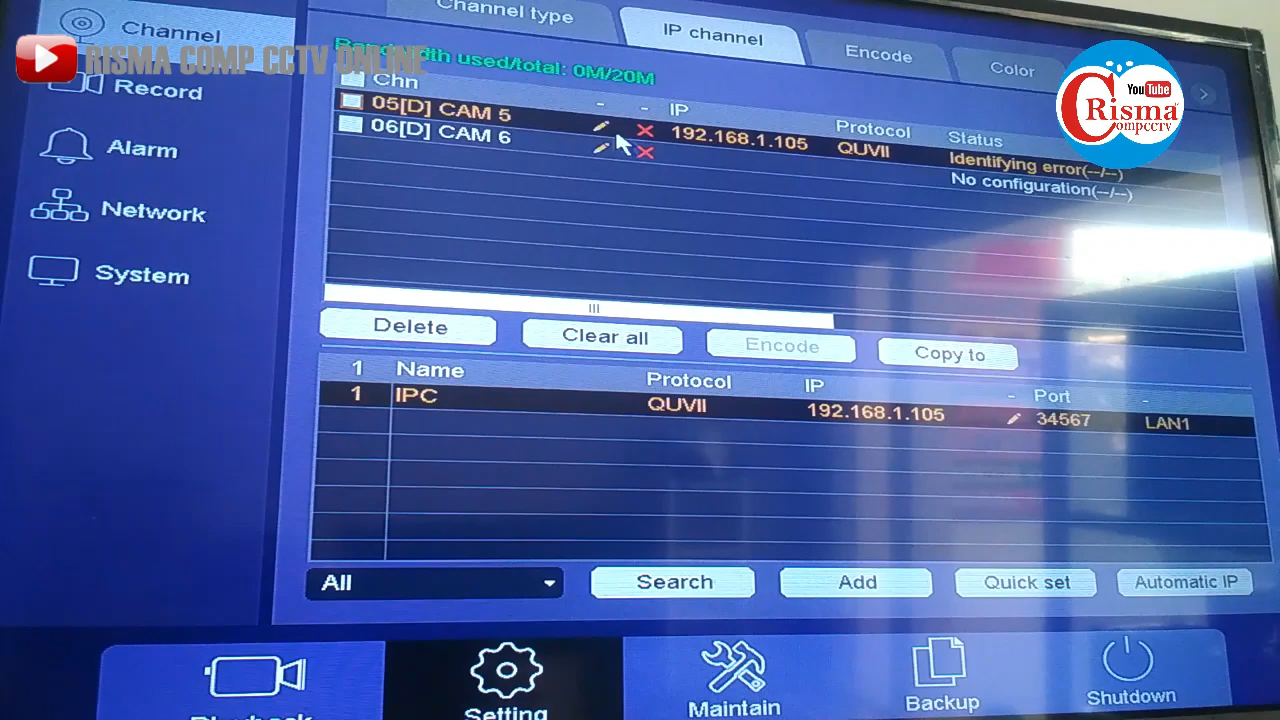 Channel
Channel type
IP channel
Encode
Color
>
RISMA COMP CCTV ONLINE
Bandwidth used/total: 0M/20M
YouTube
Crisma
Compcctv
Record
Chn - - IP Protocol Status
05[D] CAM 5 192.168.1.105 QUVII Identifying error(--/--)
06[D] CAM 6 No configuration(--/--)
Alarm
Network
System
Delete
Clear all
Encode
Copy to
1 Name Protocol IP - Port -
1 IPC QUVII 192.168.1.105 34567 LAN1
All
Search
Add
Quick set
Automatic IP
Playback
Setting
Maintain
Backup
Shutdown